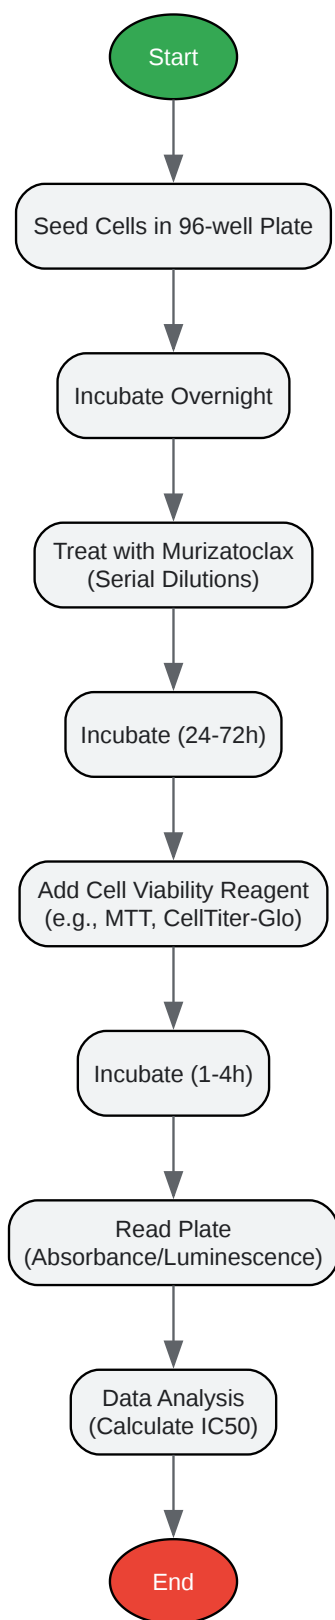 Start
Seed Cells in 96-well Plate
Incubate Overnight
Treat with Murizatoclax
(Serial Dilutions)
Incubate (24-72h)
Add Cell Viability Reagent
(e.g., MTT, CellTiter-Glo)
Incubate (1-4h)
Read Plate
(Absorbance/Luminescence)
Data Analysis
(Calculate IC50)
End